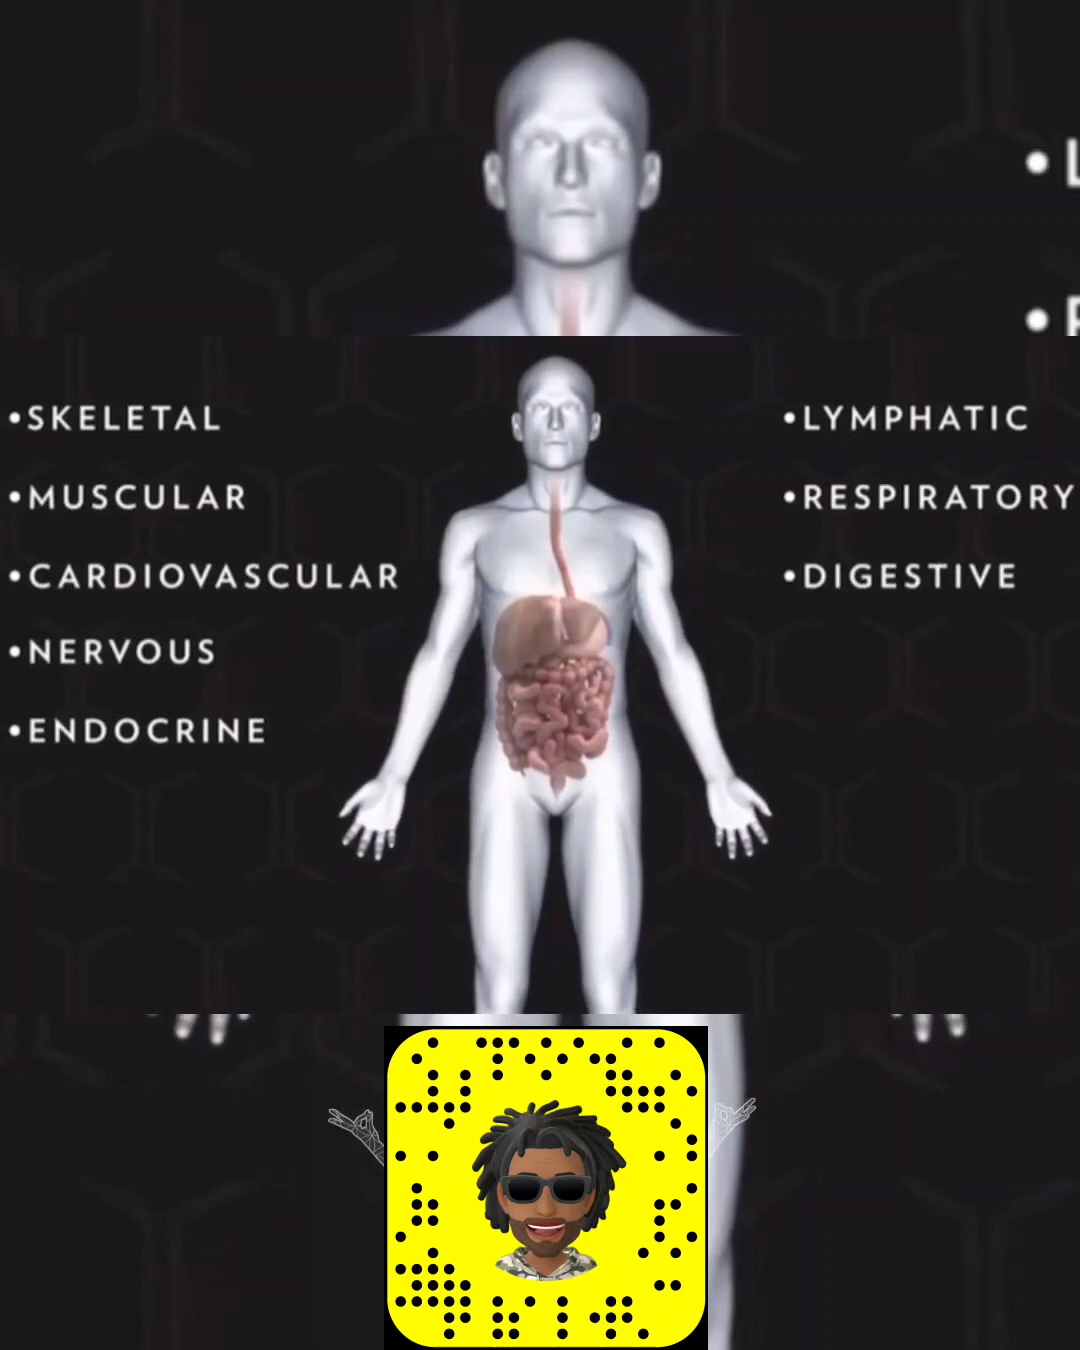 •SKELETAL
•MUSCULAR
•CARDIOVASCULAR
•NERVOUS
•ENDOCRINE
•LYMPHATIC
•RESPIRATORY
•DIGESTIVE